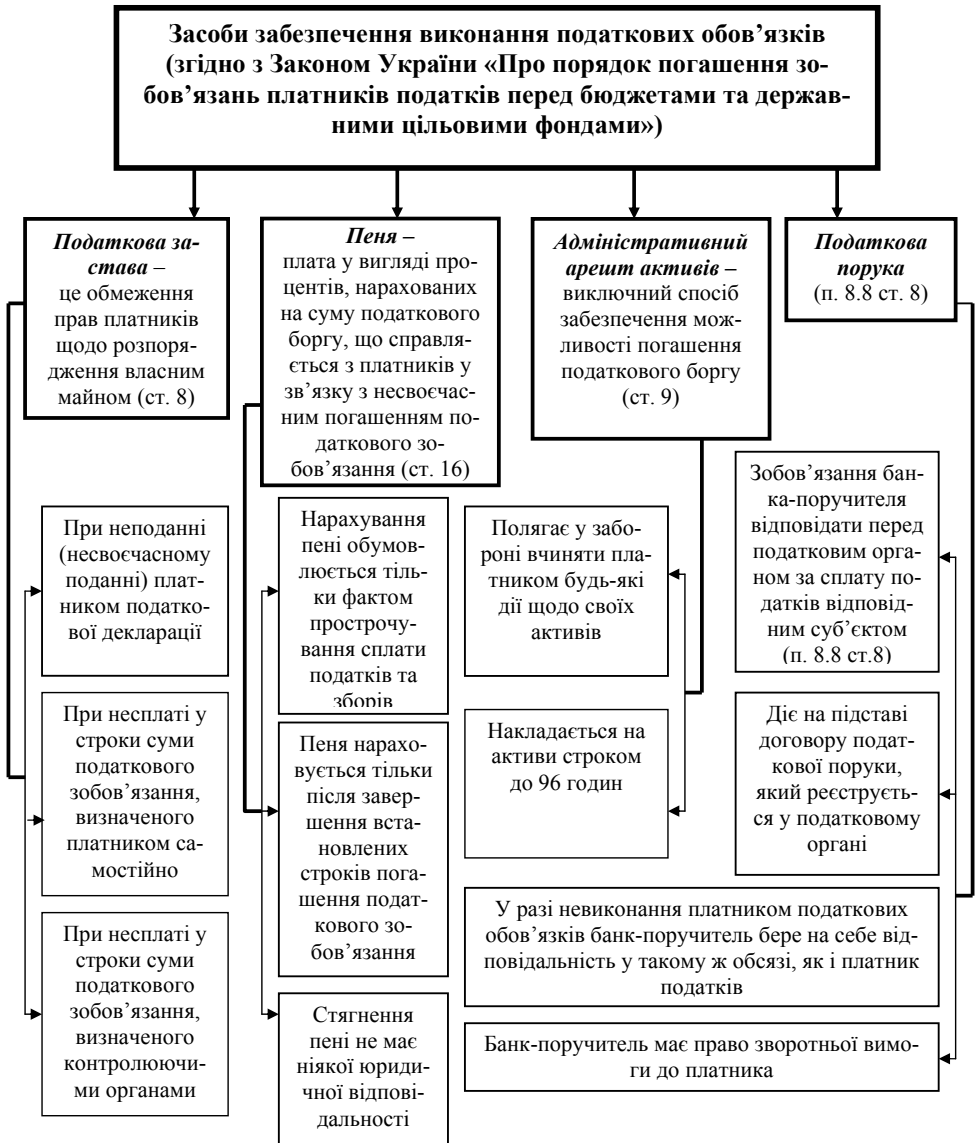 Засоби забезпечення виконання податкових обов’язків
(згідно з Законом України «Про порядок погашення зо-
бов’язань платників податків перед бюджетами та держав-
ними цільовими фондами»)
Податкова за-
става –
це обмеження
прав платників
щодо розпоря-
дження власним
майном (ст. 8)
Пеня –
плата у вигляді про-
центів, нарахованих
на суму податкового
боргу, що справля-
ється з платників у
зв’язку з несвоєчас-
ним погашенням по-
даткового зо-
бов’язання (ст. 16)
Адміністративний
арешт активів –
виключний спосіб
забезпечення мож-
ливості погашення
податкового боргу
(ст. 9)
Податкова
порука
(п. 8.8 ст. 8)
При неподанні
(несвоєчасному
поданні) плат-
ником податко-
вої декларації
При несплаті у
строки суми
податкового
зобов’язання,
визначеного
платником са-
мостійно
При несплаті у
строки суми
податкового
зобов’язання,
визначеного
контролюючи-
ми органами
Нарахування
пені обумов-
люється тіль-
ки фактом
прострочу-
вання сплати
податків та
зборів
Пеня нарахо-
вується тільки
після завер-
шення вста-
новлених
строків пога-
шення подат-
кового зо-
бов’язання
Стягнення
пені не має
ніякої юриди-
чної відпові-
дальності
Полягає у забо-
роні вчиняти пла-
тником будь-які
дії щодо своїх
активів
Накладається на
активи строком
до 96 годин
Зобов’язання бан-
ка-поручителя
відповідати перед
податковим орга-
ном за сплату по-
датків відповід-
ним суб’єктом
(п. 8.8 ст.8)
Діє на підставі
договору подат-
кової поруки,
який реєструєть-
ся у податковому
органі
У разі невиконання платником податкових
обов’язків банк-поручитель бере на себе від-
повідальність у такому ж обсязі, як і платник
податків
Банк-поручитель має право зворотньої вимо-
ги до платника